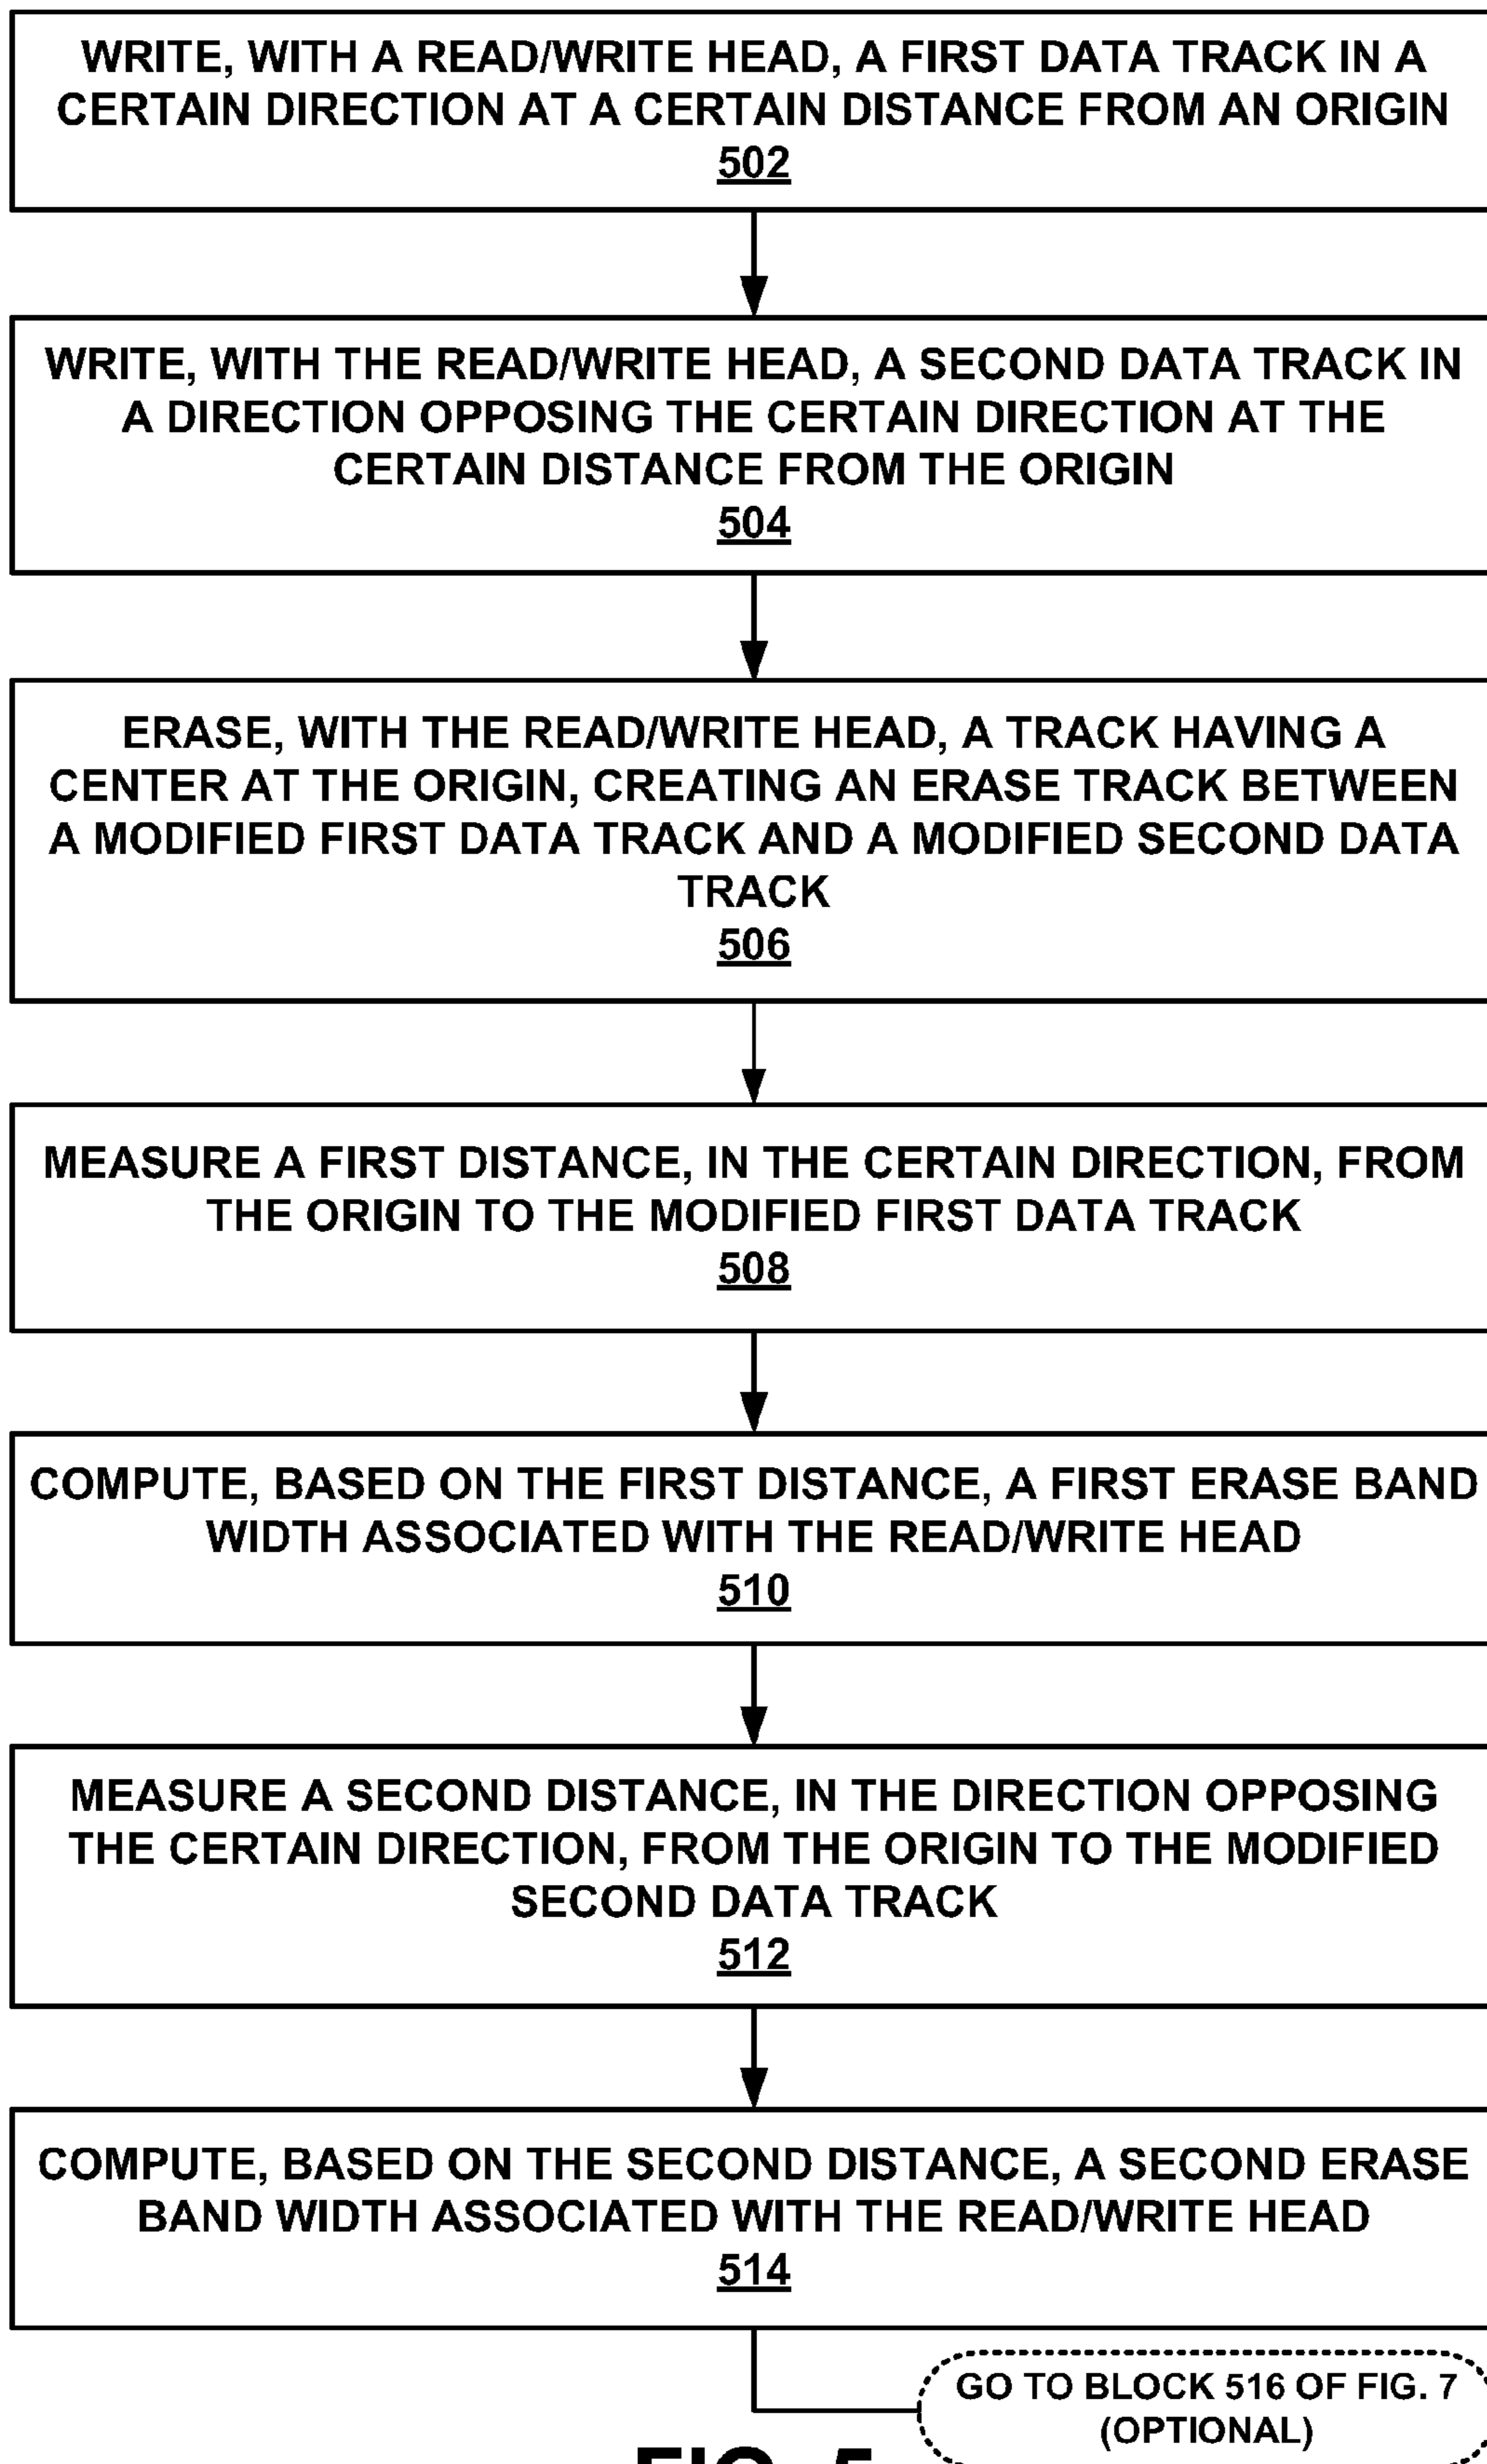 WRITE, WITH A READ/WRITE HEAD, A FIRST DATA TRACK IN A
CERTAIN DIRECTION AT A CERTAIN DISTANCE FROM AN ORIGIN
502
WRITE, WITH THE READ/WRITE HEAD, A SECOND DATA TRACK IN
A DIRECTION OPPOSING THE CERTAIN DIRECTION AT THE
CERTAIN DISTANCE FROM THE ORIGIN
504
ERASE, WITH THE READ/WRITE HEAD, A TRACK HAVING A
CENTER AT THE ORIGIN, CREATING AN ERASE TRACK BETWEEN
A MODIFIED FIRST DATA TRACK AND A MODIFIED SECOND DATA
TRACK
506
MEASURE A FIRST DISTANCE, IN THE CERTAIN DIRECTION, FROM
THE ORIGIN TO THE MODIFIED FIRST DATA TRACK
508
COMPUTE, BASED ON THE FIRST DISTANCE, A FIRST ERASE BAND
WIDTH ASSOCIATED WITH THE READ/WRITE HEAD
510
MEASURE A SECOND DISTANCE, IN THE DIRECTION OPPOSING
THE CERTAIN DIRECTION, FROM THE ORIGIN TO THE MODIFIED
SECOND DATA TRACK
512
COMPUTE, BASED ON THE SECOND DISTANCE, A SECOND ERASE
BAND WIDTH ASSOCIATED WITH THE READ/WRITE HEAD
514
GO TO BLOCK 516 OF FIG. 7
(OPTIONAL)